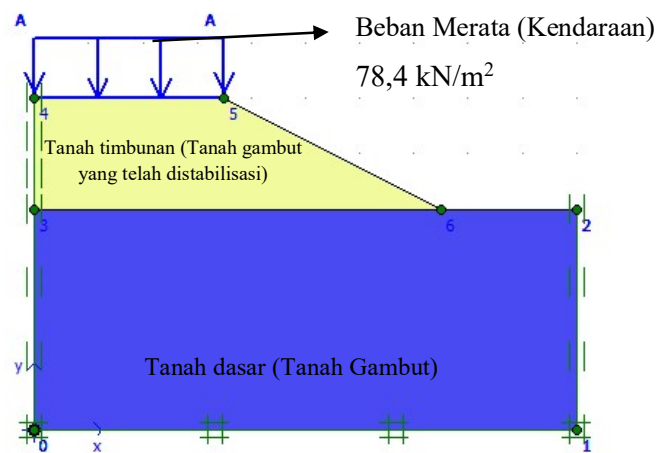 A
A
Beban Merata (Kendaraan)
78,4 kN/m²
4
5
Tanah timbunan (Tanah gambut
yang telah distabilisasi)
3
6
2
Tanah dasar (Tanah Gambut)
y
0
x
1